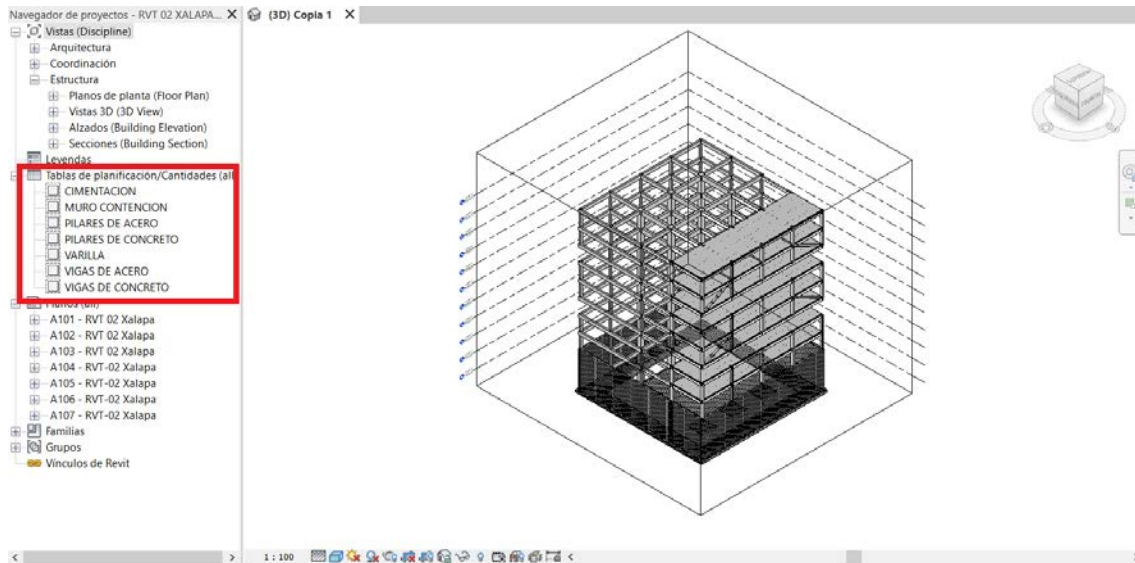 Navegador de proyectos - RVT 02 XALAPA...
(3D) Copia 1
Vistas (Discipline)
Arquitectura
Coordinación
Estructura
Planos de planta (Floor Plan)
Vistas 3D (3D View)
Alzados (Building Elevation)
Secciones (Building Section)
Leyendas
Tablas de planificación/Cantidades (all
CIMENTACION
MURO CONTENCION
PILARES DE ACERO
PILARES DE CONCRETO
VARILLA
VIGAS DE ACERO
VIGAS DE CONCRETO
Planos (all)
A101 - RVT 02 Xalapa
A102 - RVT 02 Xalapa
A103 - RVT 02 Xalapa
A104 - RVT-02 Xalapa
A105 - RVT-02 Xalapa
A106 - RVT-02 Xalapa
A107 - RVT-02 Xalapa
Familias
Grupos
Vínculos de Revit
1 : 100